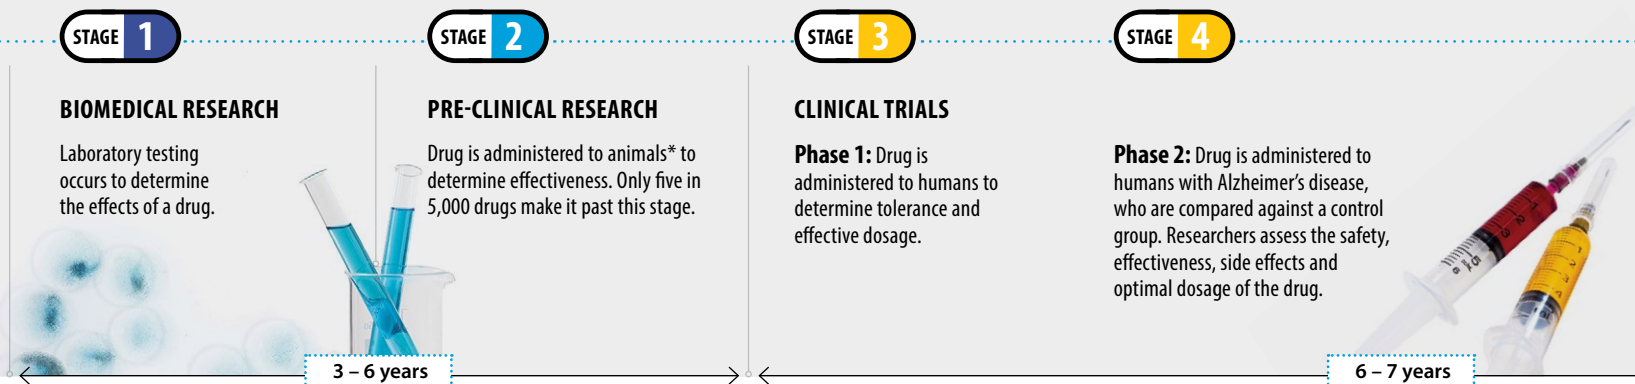 STAGE 1
STAGE 2
STAGE 3
STAGE 4
BIOMEDICAL RESEARCH
Laboratory testing
occurs to determine
the effects of a drug.
PRE-CLINICAL RESEARCH
Drug is administered to animals* to
determine effectiveness. Only five in
5,000 drugs make it past this stage.
CLINICAL TRIALS
Phase 1: Drug is
administered to humans to
determine tolerance and
effective dosage.
Phase 2: Drug is administered to
humans with Alzheimer’s disease,
who are compared against a control
group. Researchers assess the safety,
effectiveness, side effects and
optimal dosage of the drug.
3 – 6 years
6 – 7 years